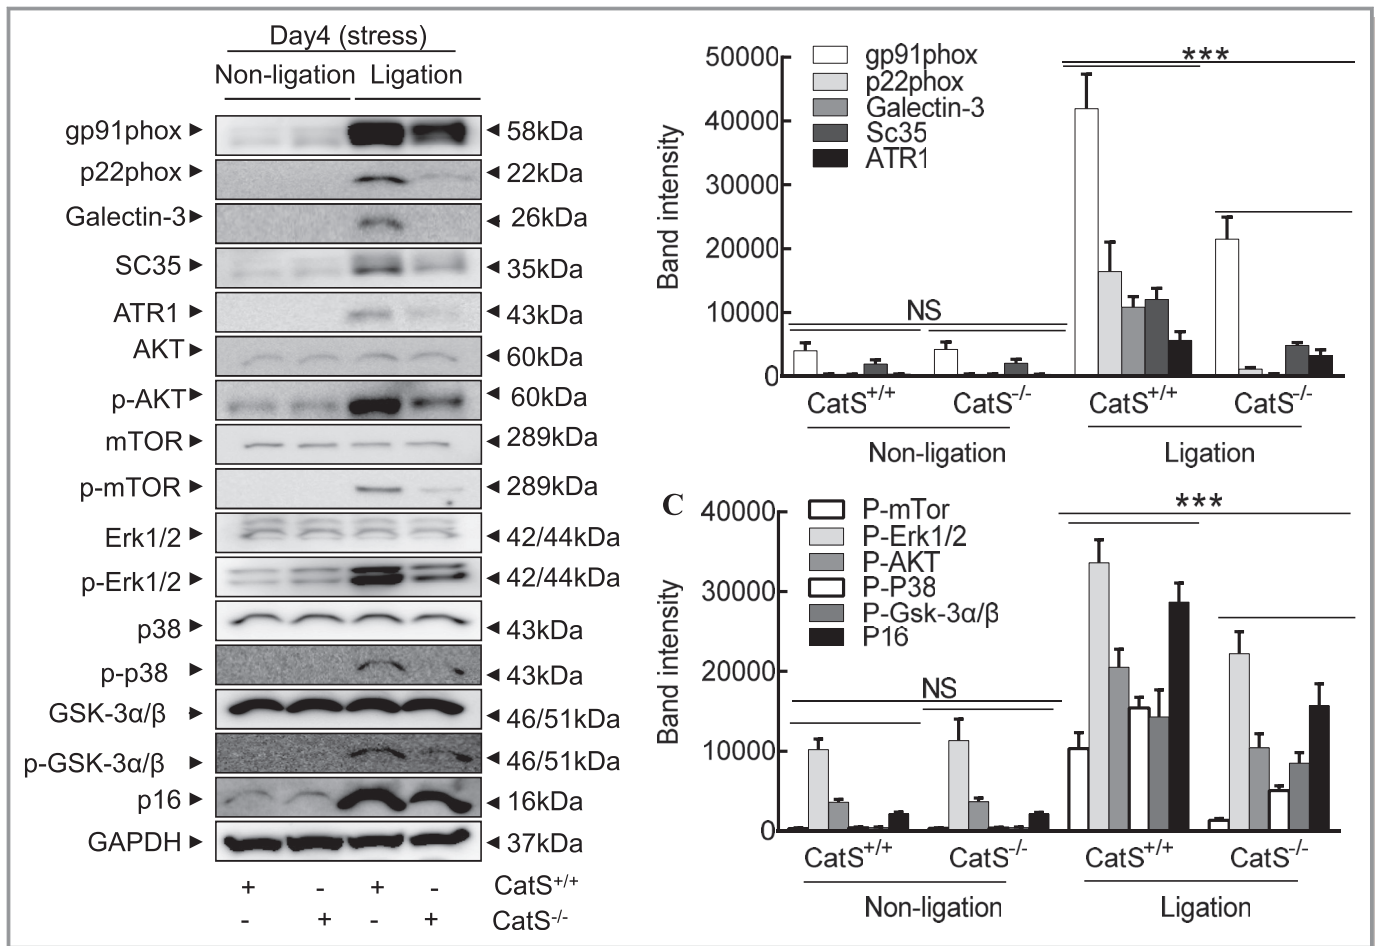 Day4 (stress)
Non-ligation Ligation
gp91phox 58kDa
p22phox 22kDa
Galectin-3 26kDa
SC35 35kDa
ATR1 43kDa
AKT 60kDa
p-AKT 60kDa
mTOR 289kDa
p-mTOR 289kDa
Erk1/2 42/44kDa
p-Erk1/2 42/44kDa
p38 43kDa
p-p38 43kDa
GSK-3α/β 46/51kDa
p-GSK-3α/β 46/51kDa
p16 16kDa
GAPDH 37kDa
+ - + - CatS+/+
- + - + CatS-/-
Band intensity
50000
40000
30000
20000
10000
0
gp91phox
p22phox
Galectin-3
Sc35
ATR1
NS
***
CatS+/+ CatS-/- CatS+/+ CatS-/-
Non-ligation Ligation
C
Band intensity
40000
30000
20000
10000
0
P-mTor
P-Erk1/2
P-AKT
P-P38
P-Gsk-3α/β
P16
NS
***
CatS+/+ CatS-/- CatS+/+ CatS-/-
Non-ligation Ligation